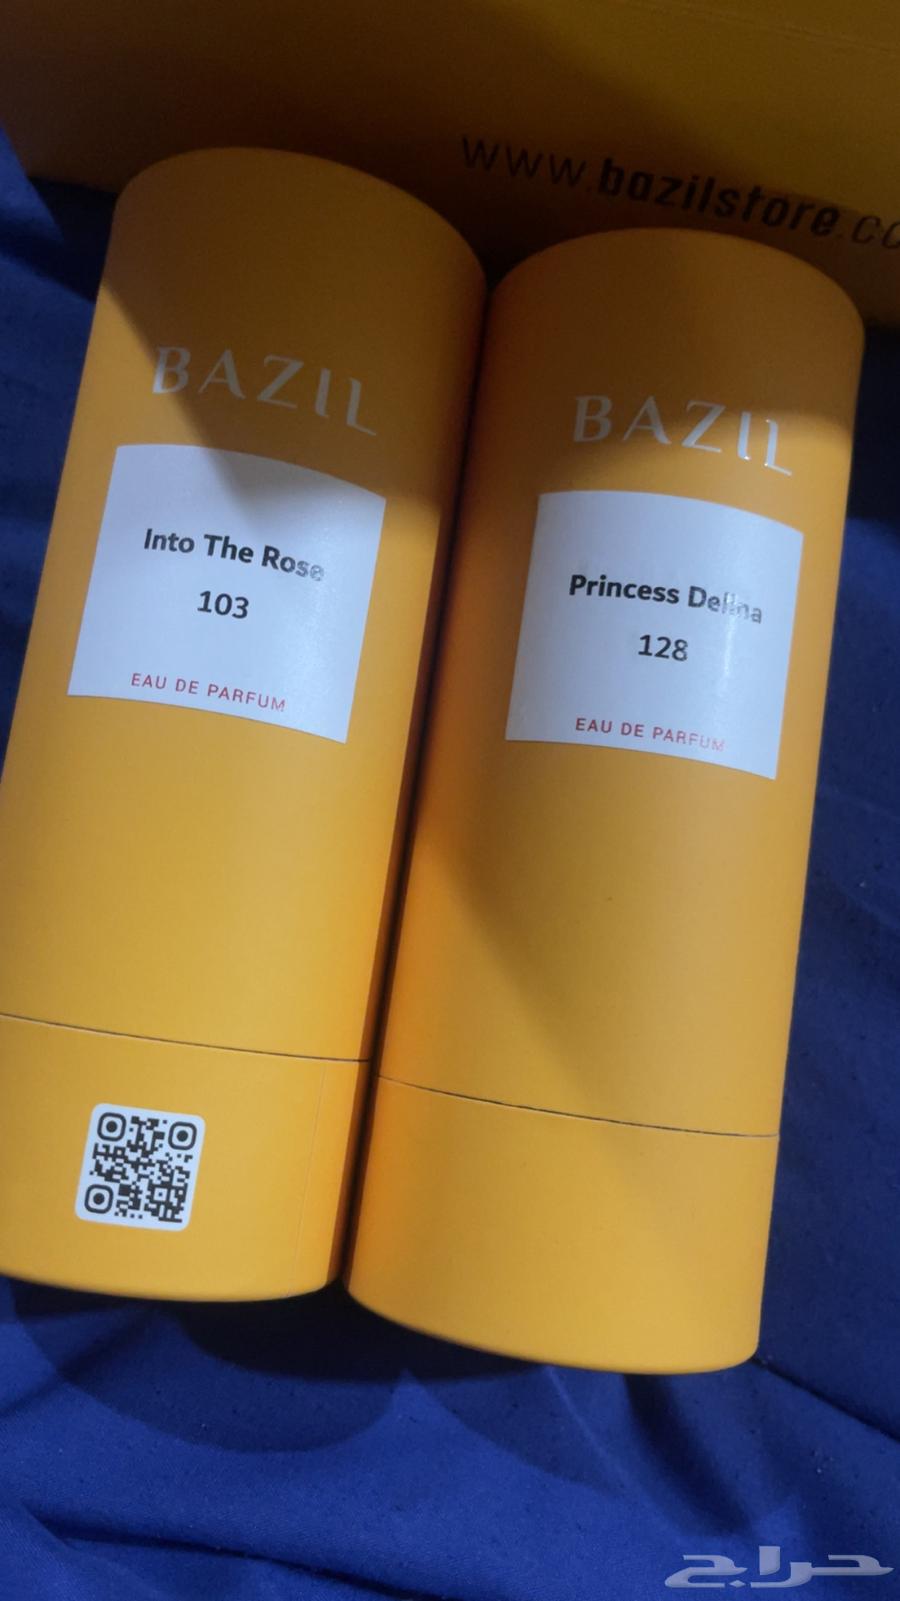 www.bazilstore.co
BAZIL
Into The Rose
103
EAU DE PARFUM
BAZIL
Princess Delina
128
EAU DE PARFUM
حراج